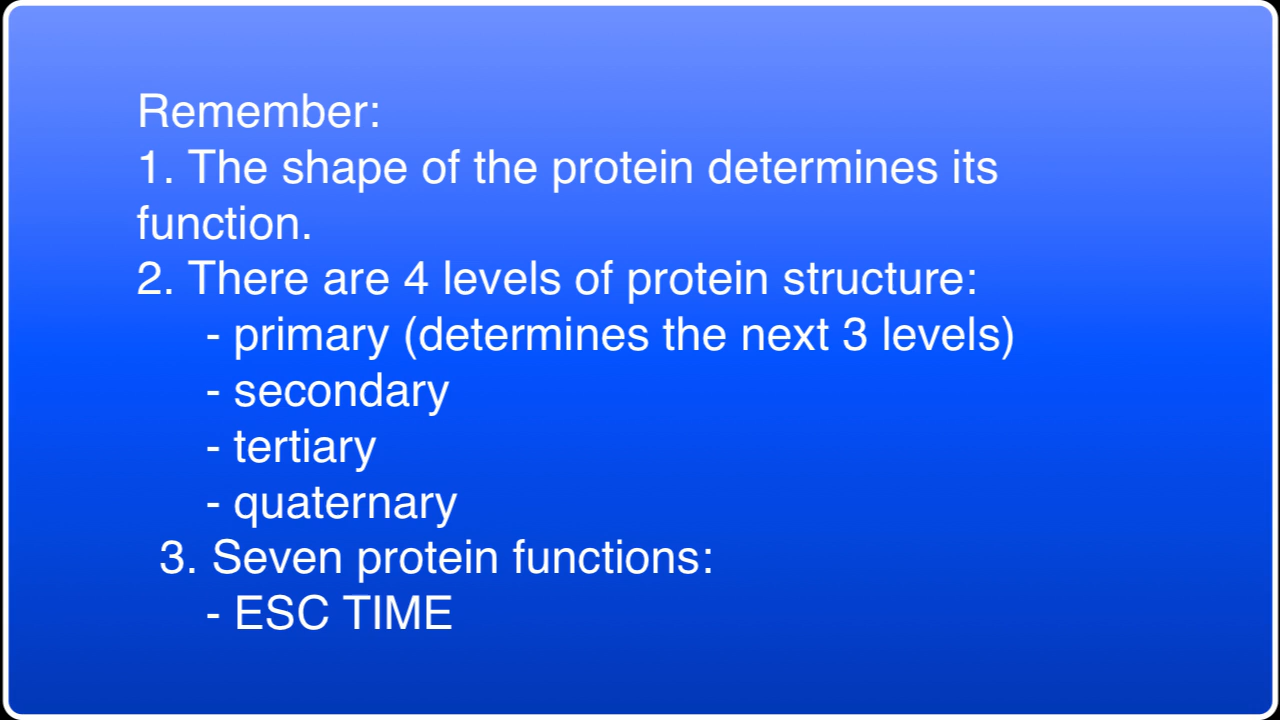 Remember:
1. The shape of the protein determines its
function.
2. There are 4 levels of protein structure:
- primary (determines the next 3 levels)
- secondary
- tertiary
- quaternary
3. Seven protein functions:
- ESC TIME